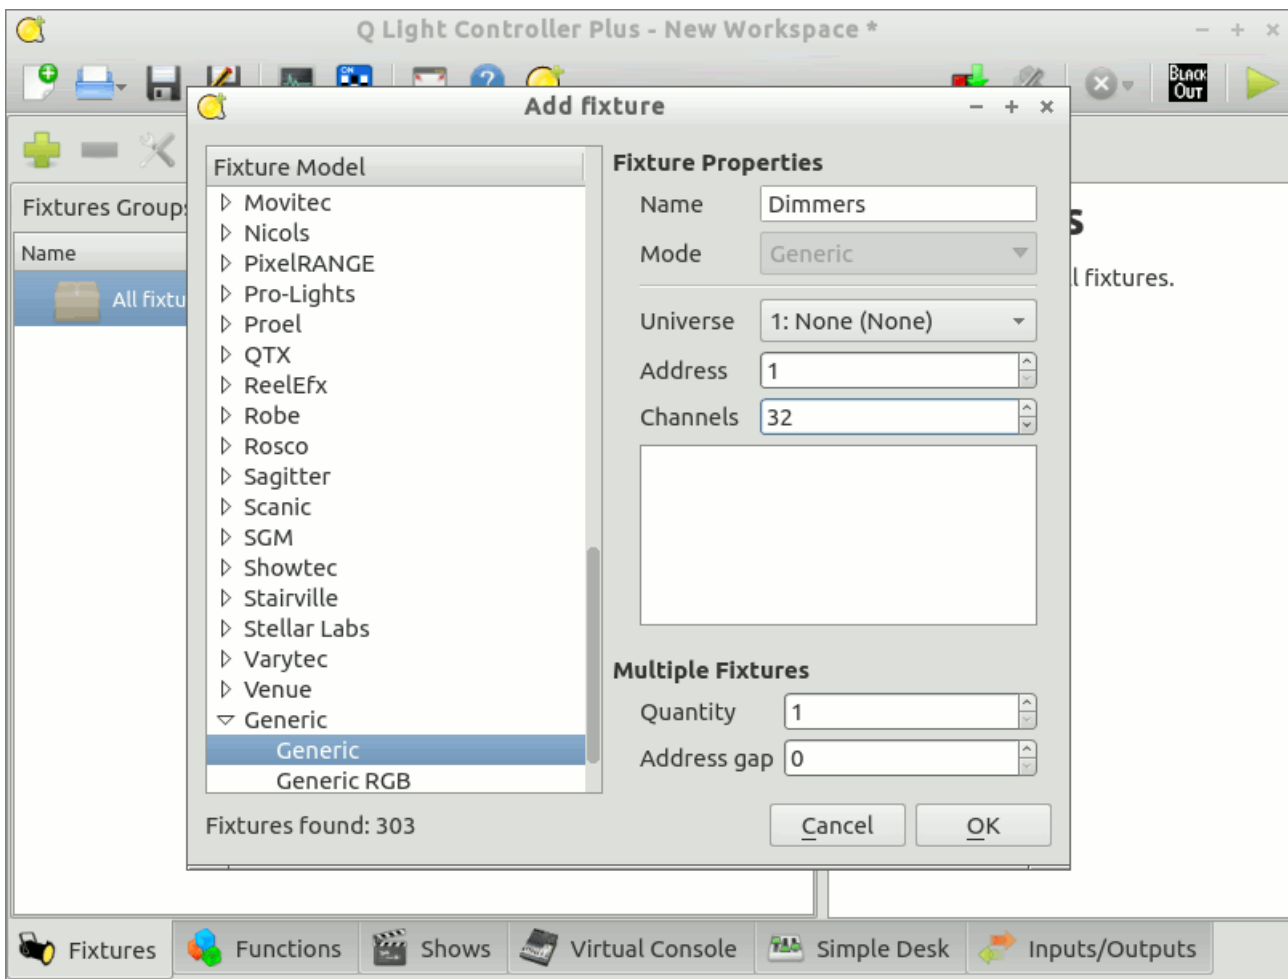 Q Light Controller Plus - New Workspace *
ON
BLACK OUT
Add fixture
Fixture Model
Movitec
Nicols
PixelRANGE
Pro-Lights
Proel
QTX
ReelEfx
Robe
Rosco
Sagitter
Scanic
SGM
Showtec
Stairville
Stellar Labs
Varytec
Venue
Generic
Generic
Generic RGB
Fixtures found: 303
Fixture Properties
Name Dimmers
Mode Generic
Universe 1: None (None)
Address 1
Channels 32
Multiple Fixtures
Quantity 1
Address gap 0
Cancel OK
Fixtures Group
Name
All fixtu
s
l fixtures.
Fixtures Functions Shows Virtual Console Simple Desk Inputs/Outputs